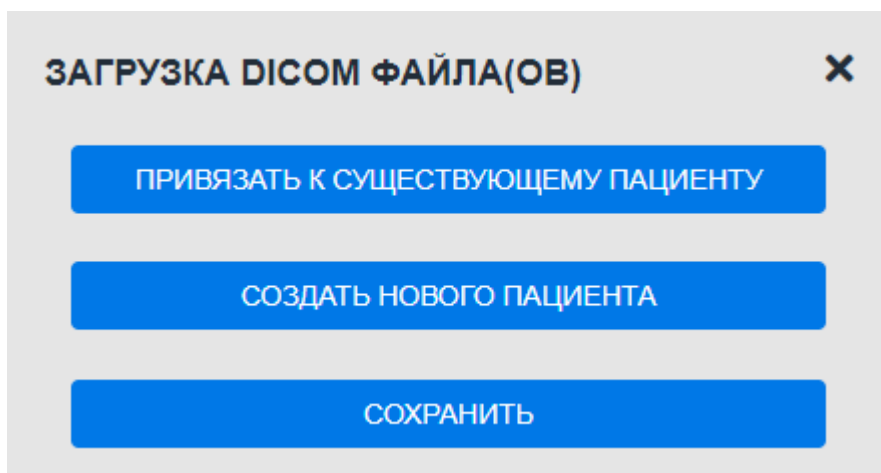 ЗАГРУЗКА DICOM ФАЙЛА(ОВ)
ПРИВЯЗАТЬ К СУЩЕСТВУЮЩЕМУ ПАЦИЕНТУ
СОЗДАТЬ НОВОГО ПАЦИЕНТА
СОХРАНИТЬ